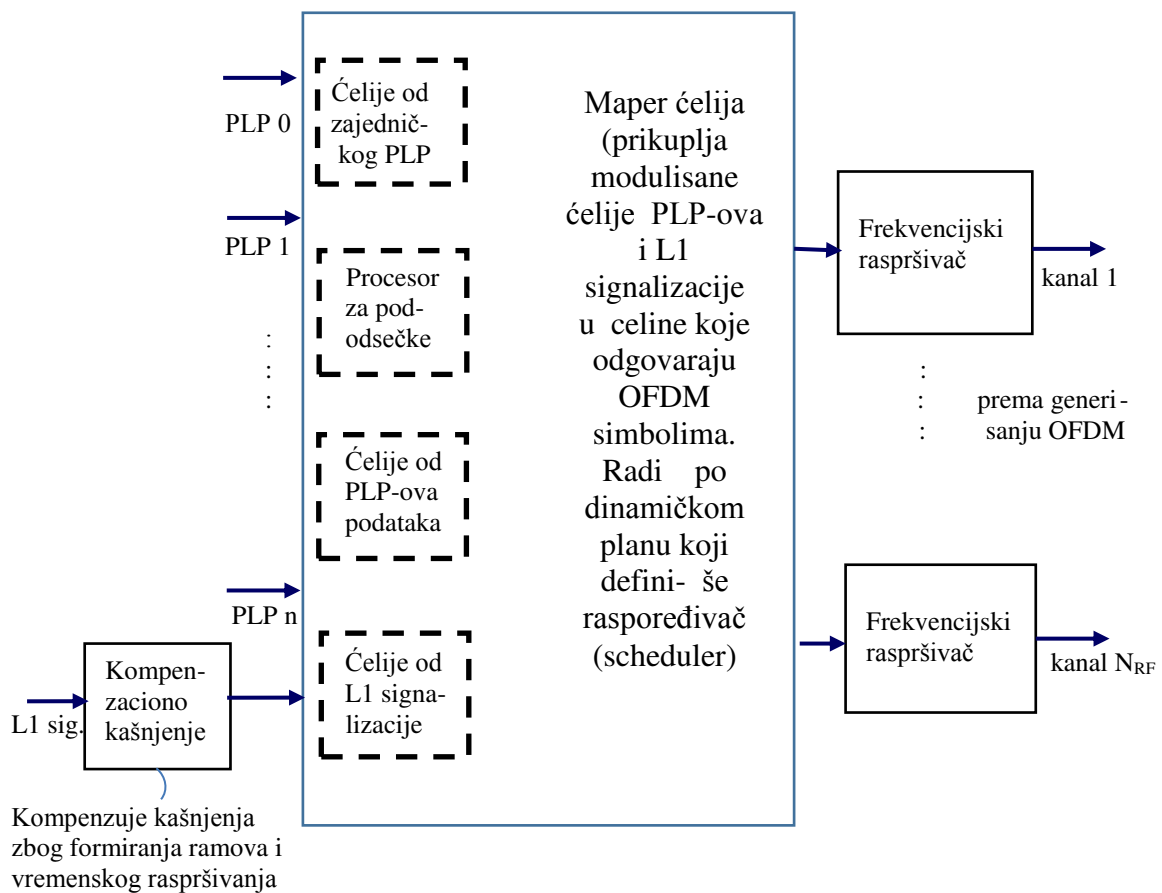 PLP 0
Ćelije od
zajednič-
kog PLP
PLP 1
Procesor
za pod-
odsečke
:
:
:
Ćelije od
PLP-ova
podataka
PLP n
Ćelije od
L1 signa-
lizacije
L1 sig.
Kompen-
zaciono
kašnjenje
Kompenzuje kašnjenja
zbog formiranja ramova i
vremenskog raspršivanja
Maper ćelija
(prikuplja
modulisane
ćelije PLP-ova
i L1
signalizacije
u celine koje
odgovaraju
OFDM
simbolima.
Radi po
dinamičkom
planu koji
defini- še
raspoređivač
(scheduler)
Frekvencijski
raspršivač
kanal 1
:
:
:
prema generi-
sanju OFDM
Frekvencijski
raspršivač
kanal N_RF